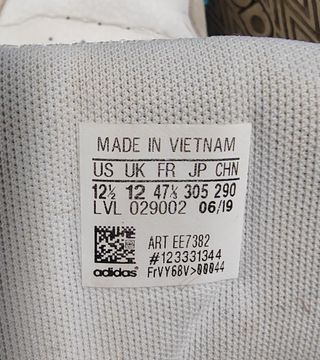 MADE IN VIETNAM
US UK FR JP CHN
12½ 12 47⅓ 305 290
LVL 029002 06/19
ART EE7382
#123331344
adidas® FrVY68V>00044